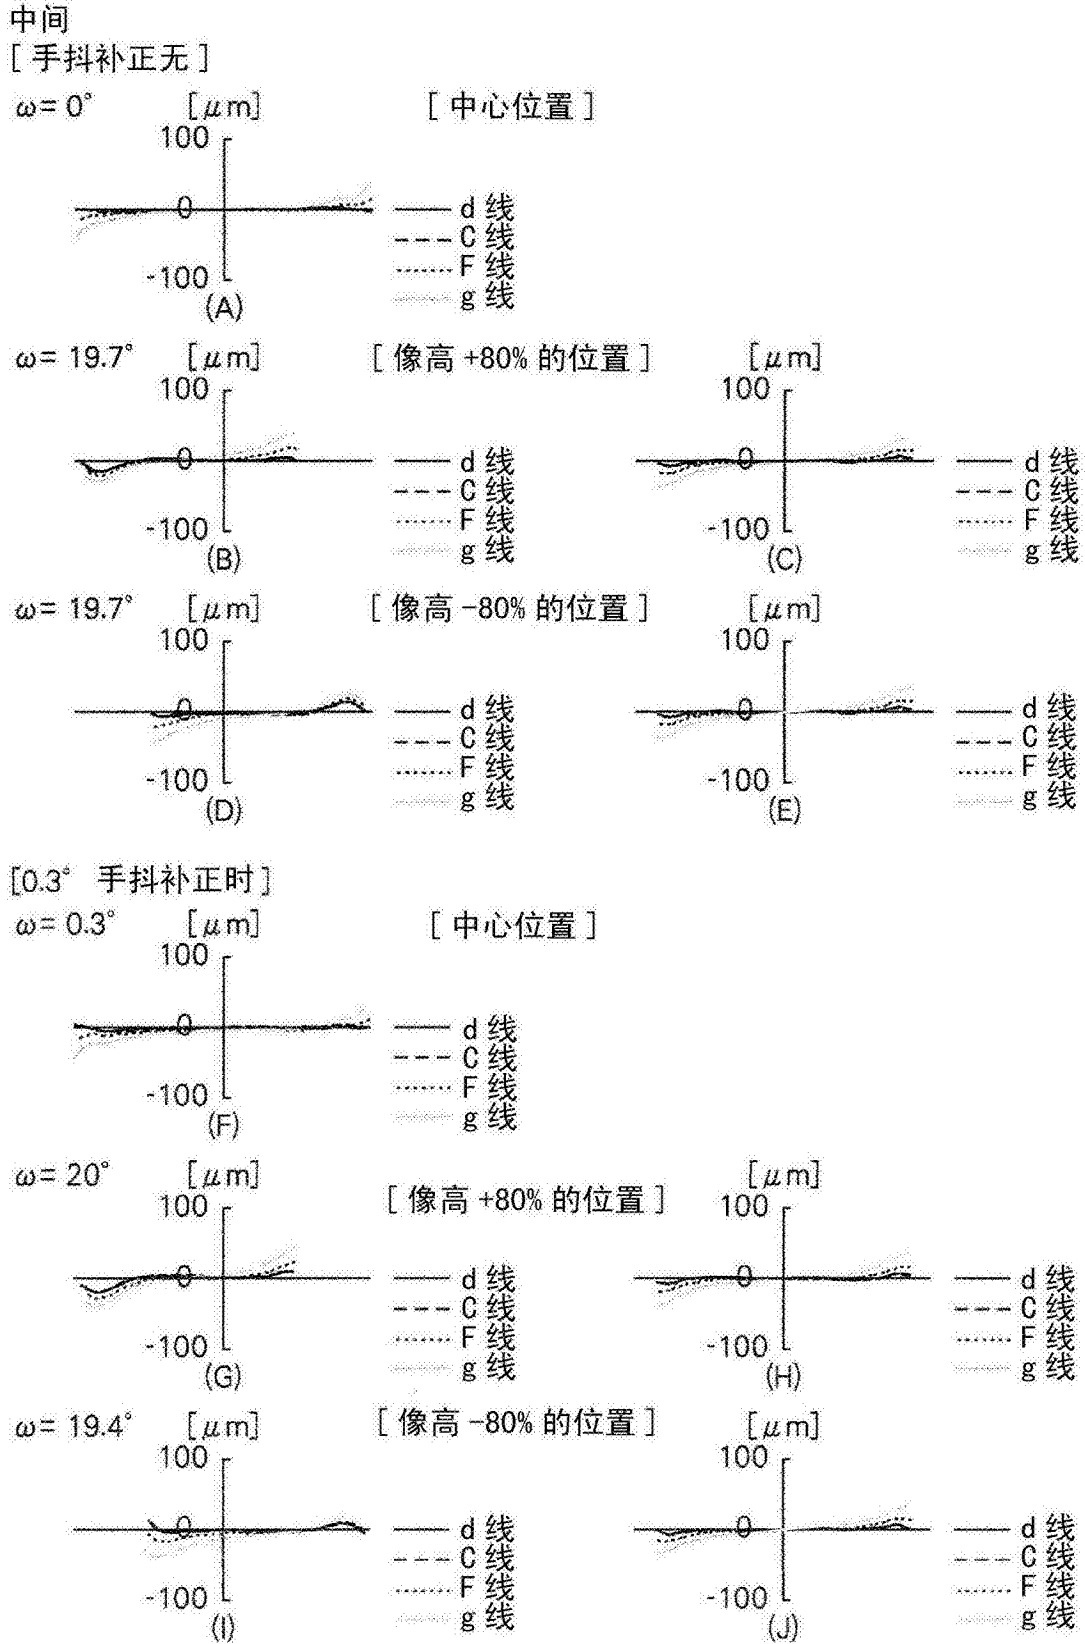 中间
[手抖补正无]
ω= 0° [μm] [中心位置]
100
0 d 线
C 线
-100 F 线
(A) g 线
ω= 19.7° [μm] [像高 +80% 的位置] [μm]
100 100
0 d 线 0 d 线
C 线 C 线
-100 F 线 -100 F 线
(B) g 线 (C) g 线
ω= 19.7° [μm] [像高 -80% 的位置] [μm]
100 100
0 d 线 0 d 线
C 线 C 线
-100 F 线 -100 F 线
(D) g 线 (E) g 线
[0.3° 手抖补正时]
ω= 0.3° [μm] [中心位置]
100
0 d 线
C 线
-100 F 线
(F) g 线
ω= 20° [μm] [像高 +80% 的位置] [μm]
100 100
0 d 线 0 d 线
C 线 C 线
-100 F 线 -100 F 线
(G) g 线 (H) g 线
ω= 19.4° [μm] [像高 -80% 的位置] [μm]
100 100
0 d 线 0 d 线
C 线 C 线
-100 F 线 -100 F 线
(I) g 线 (J) g 线